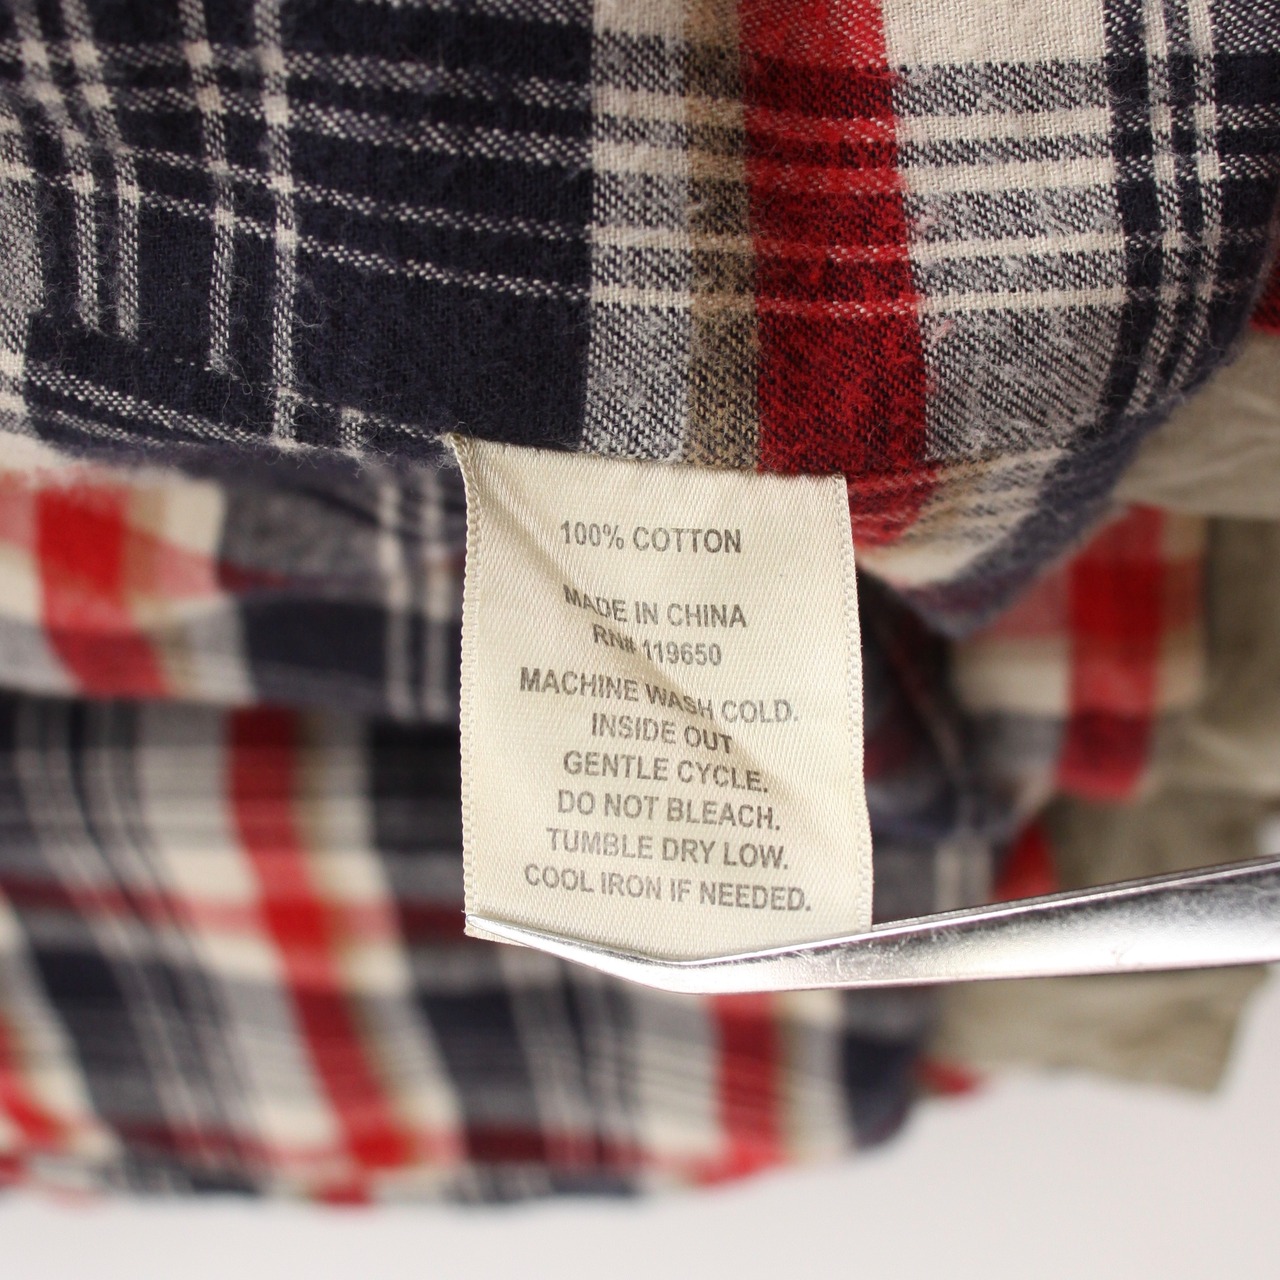 100% COTTON
MADE IN CHINA
RN# 119650
MACHINE WASH COLD.
INSIDE OUT
GENTLE CYCLE.
DO NOT BLEACH.
TUMBLE DRY LOW.
COOL IRON IF NEEDED.